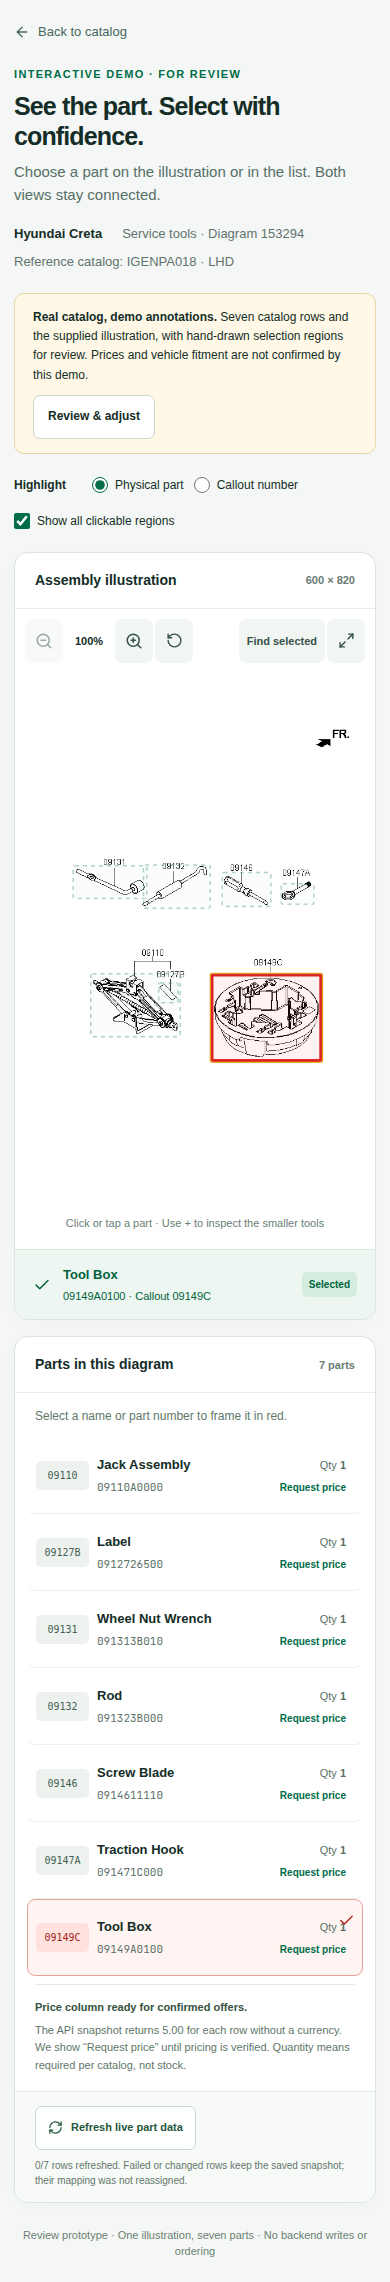 Back to catalog
INTERACTIVE DEMO · FOR REVIEW
See the part. Select with
confidence.
Choose a part on the illustration or in the list. Both
views stay connected.
Hyundai Creta Service tools · Diagram 153294
Reference catalog: IGENPA018 · LHD
Real catalog, demo annotations. Seven catalog rows and
the supplied illustration, with hand-drawn selection regions
for review. Prices and vehicle fitment are not confirmed by
this demo.
Review & adjust
Highlight Physical part Callout number
Show all clickable regions
Assembly illustration 600 × 820
100% Find selected
FR.
09131 09132 09146 09147A
09110 09127B 09149C
Click or tap a part · Use + to inspect the smaller tools
Tool Box
09149A0100 · Callout 09149C
Selected
Parts in this diagram 7 parts
Select a name or part number to frame it in red.
09110 Jack Assembly Qty 1
09110A0000 Request price
09127B Label Qty 1
0912726500 Request price
09131 Wheel Nut Wrench Qty 1
091313B010 Request price
09132 Rod Qty 1
091323B000 Request price
09146 Screw Blade Qty 1
0914611110 Request price
09147A Traction Hook Qty 1
091471C000 Request price
09149C Tool Box Qty 1
09149A0100 Request price
Price column ready for confirmed offers.
The API snapshot returns 5.00 for each row without a currency.
We show “Request price” until pricing is verified. Quantity means
required per catalog, not stock.
Refresh live part data
0/7 rows refreshed. Failed or changed rows keep the saved snapshot;
their mapping was not reassigned.
Review prototype · One illustration, seven parts · No backend writes or
ordering